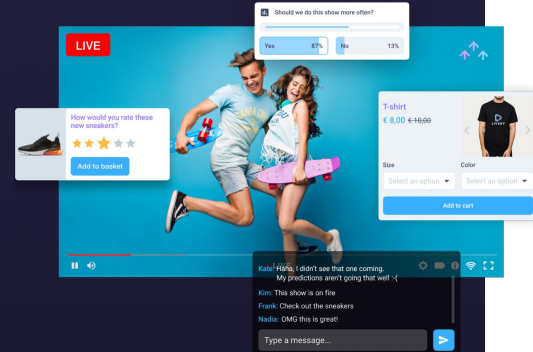 Should we do this show more often?
Yes 87%
No 13%
LIVE
How would you rate these
new sneakers?
Add to basket
T-shirt
€ 8,00 € 10,00
Size
Color
Select an option
Select an option
Add to cart
LIVE
Kate: Haha, I didn't see that one coming.
My predictions aren't going that well :-(
Kim: This show is on fire
Frank: Check out the sneakers
Nadia: OMG this is great!
Type a message...